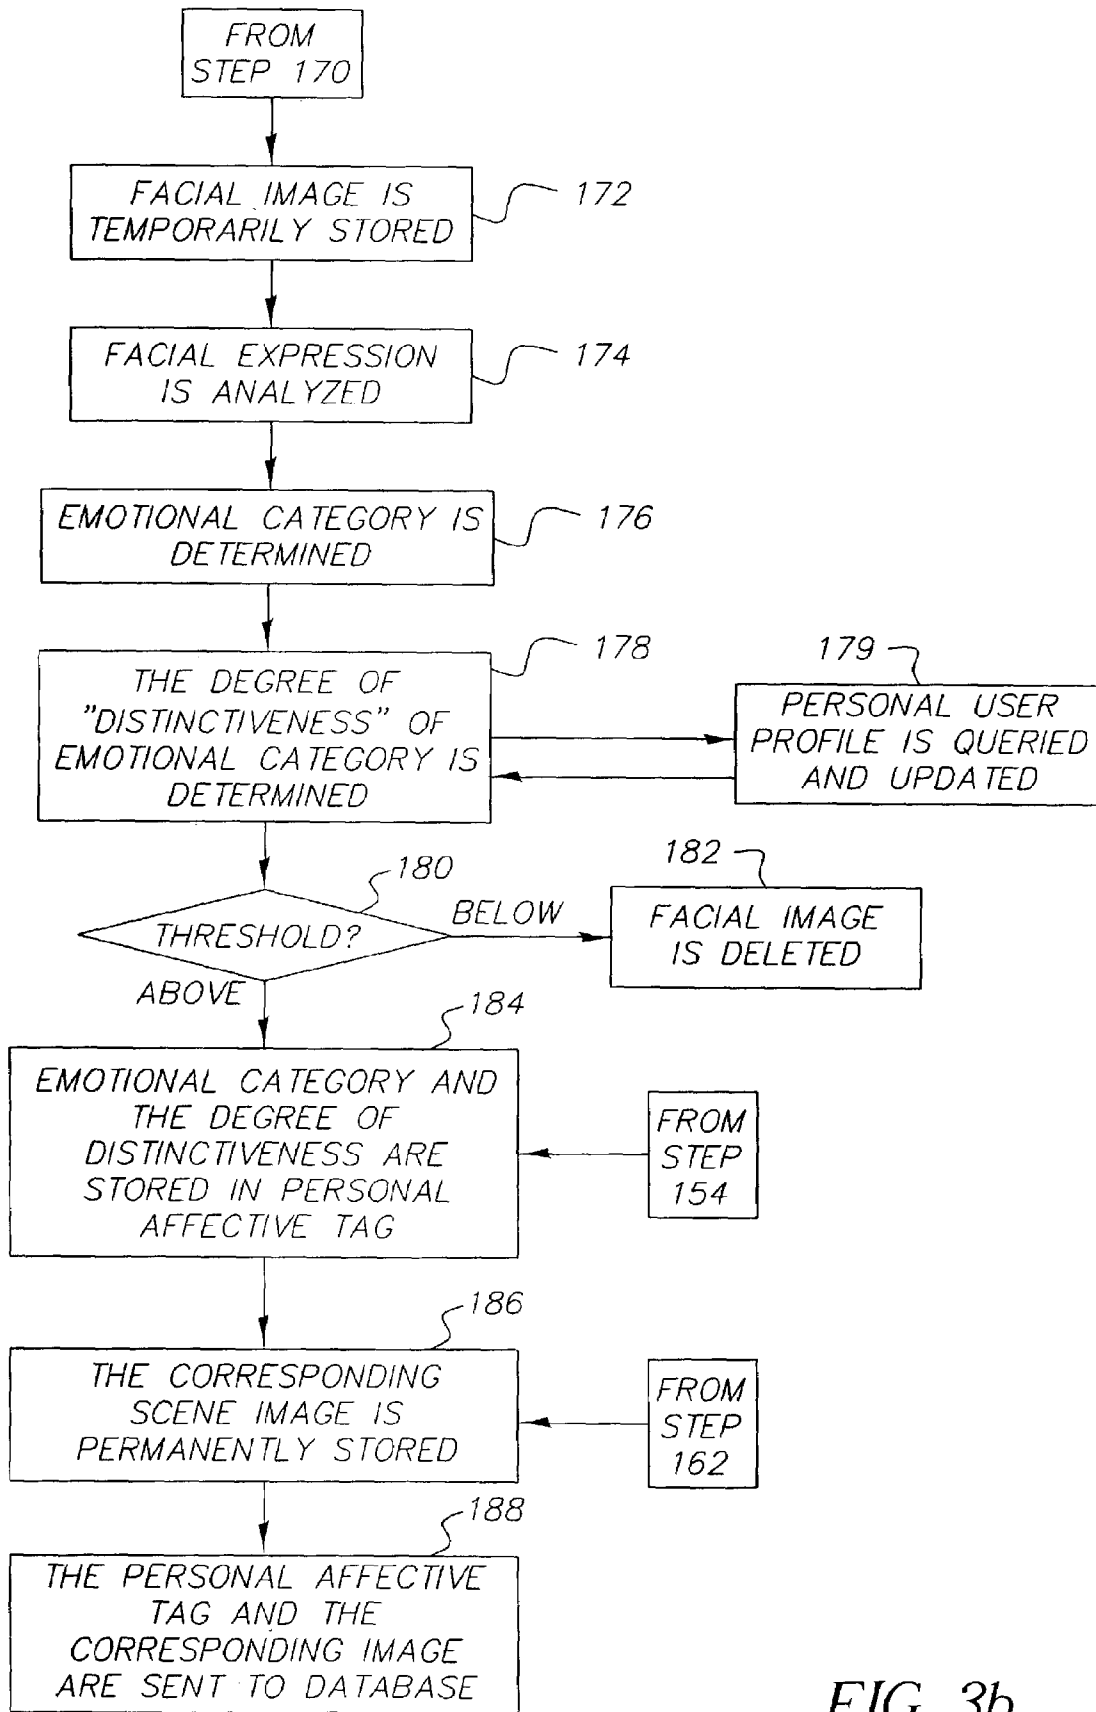 FROM
STEP 170
FACIAL IMAGE IS
TEMPORARILY STORED
172
FACIAL EXPRESSION
IS ANALYZED
174
EMOTIONAL CATEGORY IS
DETERMINED
176
THE DEGREE OF
"DISTINCTIVENESS" OF
EMOTIONAL CATEGORY IS
DETERMINED
178
179
PERSONAL USER
PROFILE IS QUERIED
AND UPDATED
180
THRESHOLD?
BELOW
182
FACIAL IMAGE
IS DELETED
ABOVE
184
EMOTIONAL CATEGORY AND
THE DEGREE OF
DISTINCTIVENESS ARE
STORED IN PERSONAL
AFFECTIVE TAG
FROM
STEP
154
186
THE CORRESPONDING
SCENE IMAGE IS
PERMANENTLY STORED
FROM
STEP
162
188
THE PERSONAL AFFECTIVE
TAG AND THE
CORRESPONDING IMAGE
ARE SENT TO DATABASE
FIG. 3b